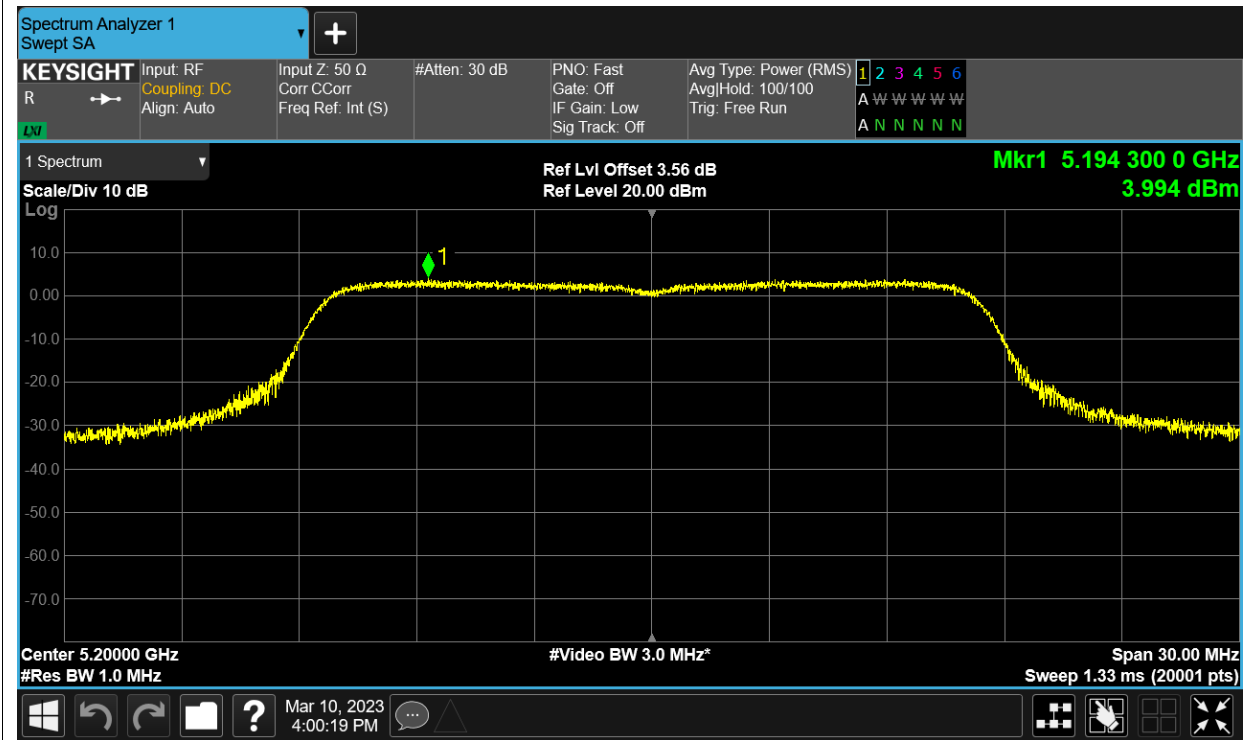 Spectrum Analyzer 1
Swept SA
KEYSIGHT
R
LXI
Input: RF
Coupling: DC
Align: Auto
Input Z: 50 Ω
Corr CCorr
Freq Ref: Int (S)
#Atten: 30 dB
PNO: Fast
Gate: Off
IF Gain: Low
Sig Track: Off
Avg Type: Power (RMS)
Avg|Hold: 100/100
Trig: Free Run
1 2 3 4 5 6
A W W W W W
A N N N N N
1 Spectrum
Scale/Div 10 dB
Log
Ref Lvl Offset 3.56 dB
Ref Level 20.00 dBm
Mkr1 5.194 300 0 GHz
3.994 dBm
1
10.0
0.00
-10.0
-20.0
-30.0
-40.0
-50.0
-60.0
-70.0
Center 5.20000 GHz
#Res BW 1.0 MHz
#Video BW 3.0 MHz*
Span 30.00 MHz
Sweep 1.33 ms (20001 pts)
?
Mar 10, 2023
4:00:19 PM